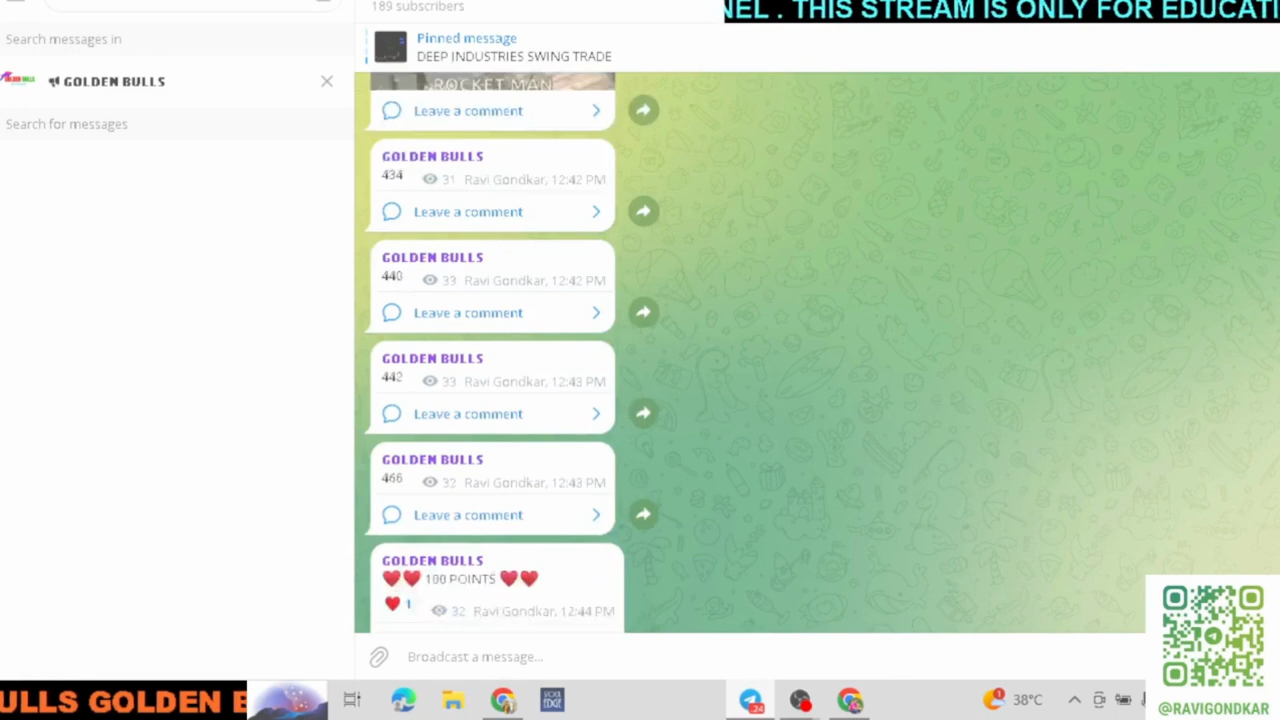 189 subscribers
NEL . THIS STREAM IS ONLY FOR EDUCATI
Search messages in
GOLDEN BULLS
Search for messages
Pinned message
DEEP INDUSTRIES SWING TRADE
ROCKET MAN
Leave a comment
GOLDEN BULLS
434 31 Ravi Gondkar, 12:42 PM
Leave a comment
GOLDEN BULLS
440 33 Ravi Gondkar, 12:42 PM
Leave a comment
GOLDEN BULLS
442 33 Ravi Gondkar, 12:43 PM
Leave a comment
GOLDEN BULLS
466 32 Ravi Gondkar, 12:43 PM
Leave a comment
GOLDEN BULLS
❤️❤️ 100 POINTS ❤️❤️
❤️ 1 32 Ravi Gondkar, 12:44 PM
Broadcast a message...
ULLS GOLDEN B
38°C
@RAVIGONDKAR